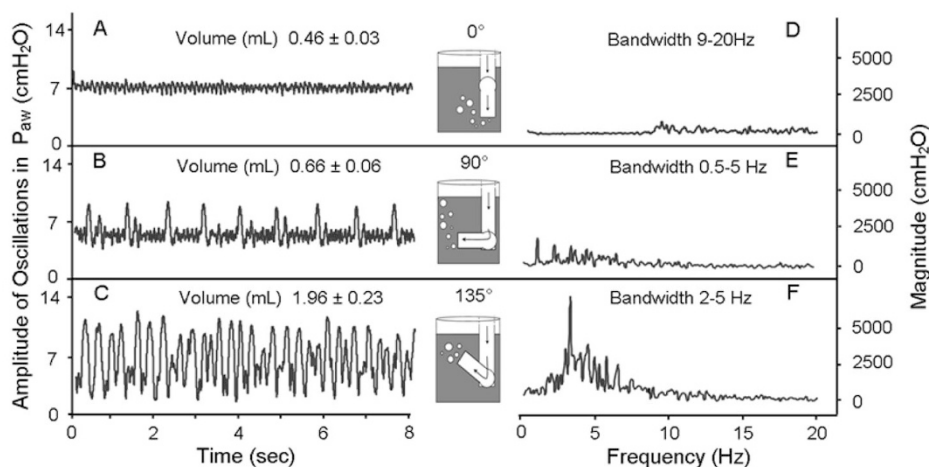 A
Volume (mL) 0.46 ± 0.03
0°
Bandwidth 9-20Hz
D
14
7
0
5000
2500
0
B
Volume (mL) 0.66 ± 0.06
90°
Bandwidth 0.5-5 Hz
E
14
7
0
5000
2500
0
C
Volume (mL) 1.96 ± 0.23
135°
Bandwidth 2-5 Hz
F
14
7
0
5000
2500
0
Amplitude of Oscillations in Paw (cmH2O)
Magnitude (cmH2O)
0 2 4 6 8
Time (sec)
0 5 10 15 20
Frequency (Hz)